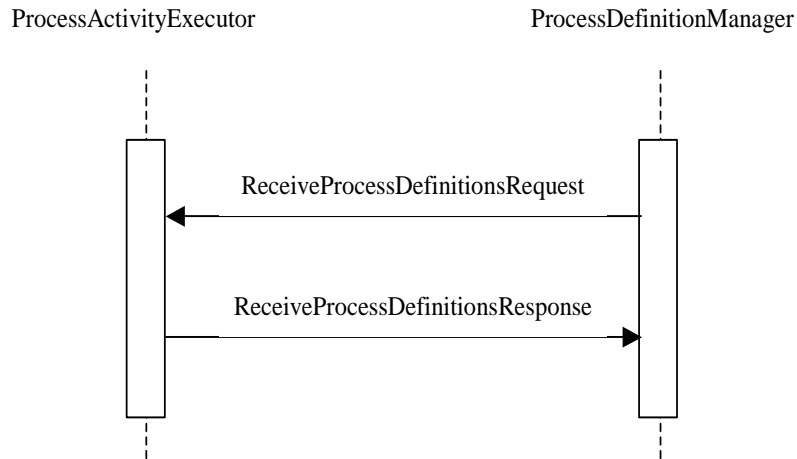 ProcessActivityExecutor
ProcessDefinitionManager
ReceiveProcessDefinitionsRequest
ReceiveProcessDefinitionsResponse